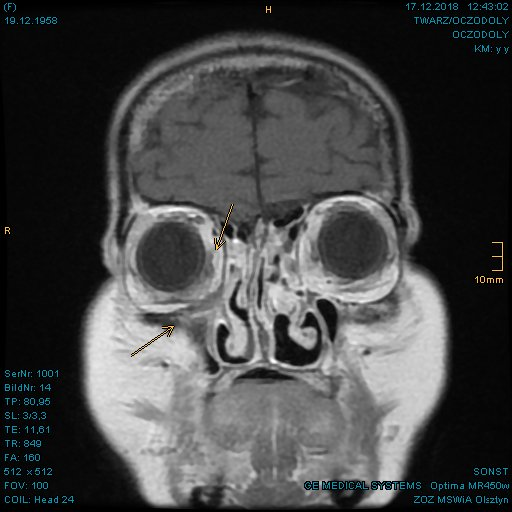 (F)
19.12.1958
H
17.12.2018 12:43:02
TWARZ/OCZODOLY
OCZODOLY
KM: y y
R
10mm
SerNr: 1001
BildNr: 14
TP: 80,95
SL: 3/3,3
TE: 11,61
TR: 849
FA: 160
512 x 512
FOV: 100
COIL: Head 24
SONST
GE MEDICAL SYSTEMS Optima MR450w
ZOZ MSWiA Olsztyn